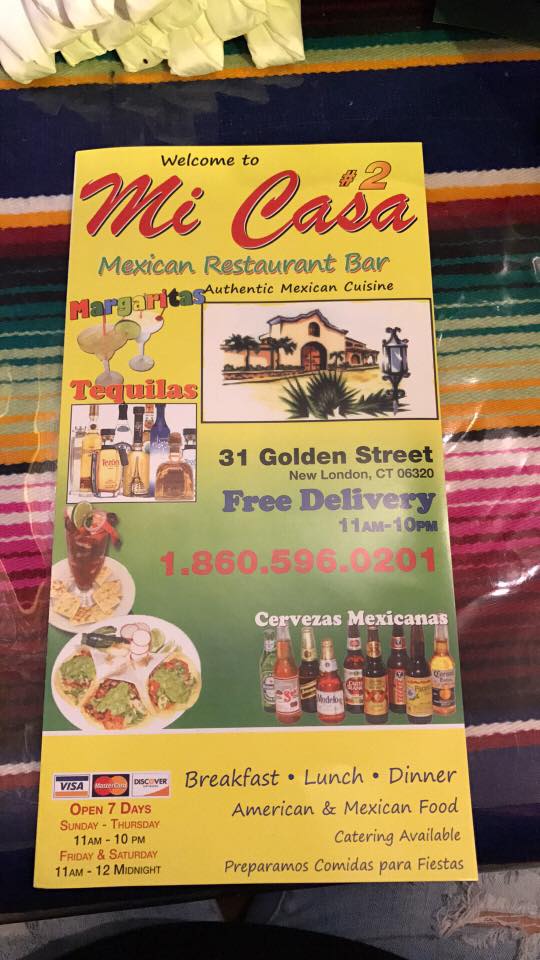 Welcome to
#2
Mi Casa
Mexican Restaurant Bar
Authentic Mexican Cuisine
Margaritas
Tequilas
31 Golden Street
New London, CT 06320
Free Delivery
11AM-10PM
1.860.596.0201
Cervezas Mexicanas
Modelo
VISA MasterCard DISCOVER
OPEN 7 DAYS
SUNDAY - THURSDAY
11AM - 10 PM
FRIDAY & SATURDAY
11AM - 12 MIDNIGHT
Breakfast • Lunch • Dinner
American & Mexican Food
Catering Available
Preparamos Comidas para Fiestas